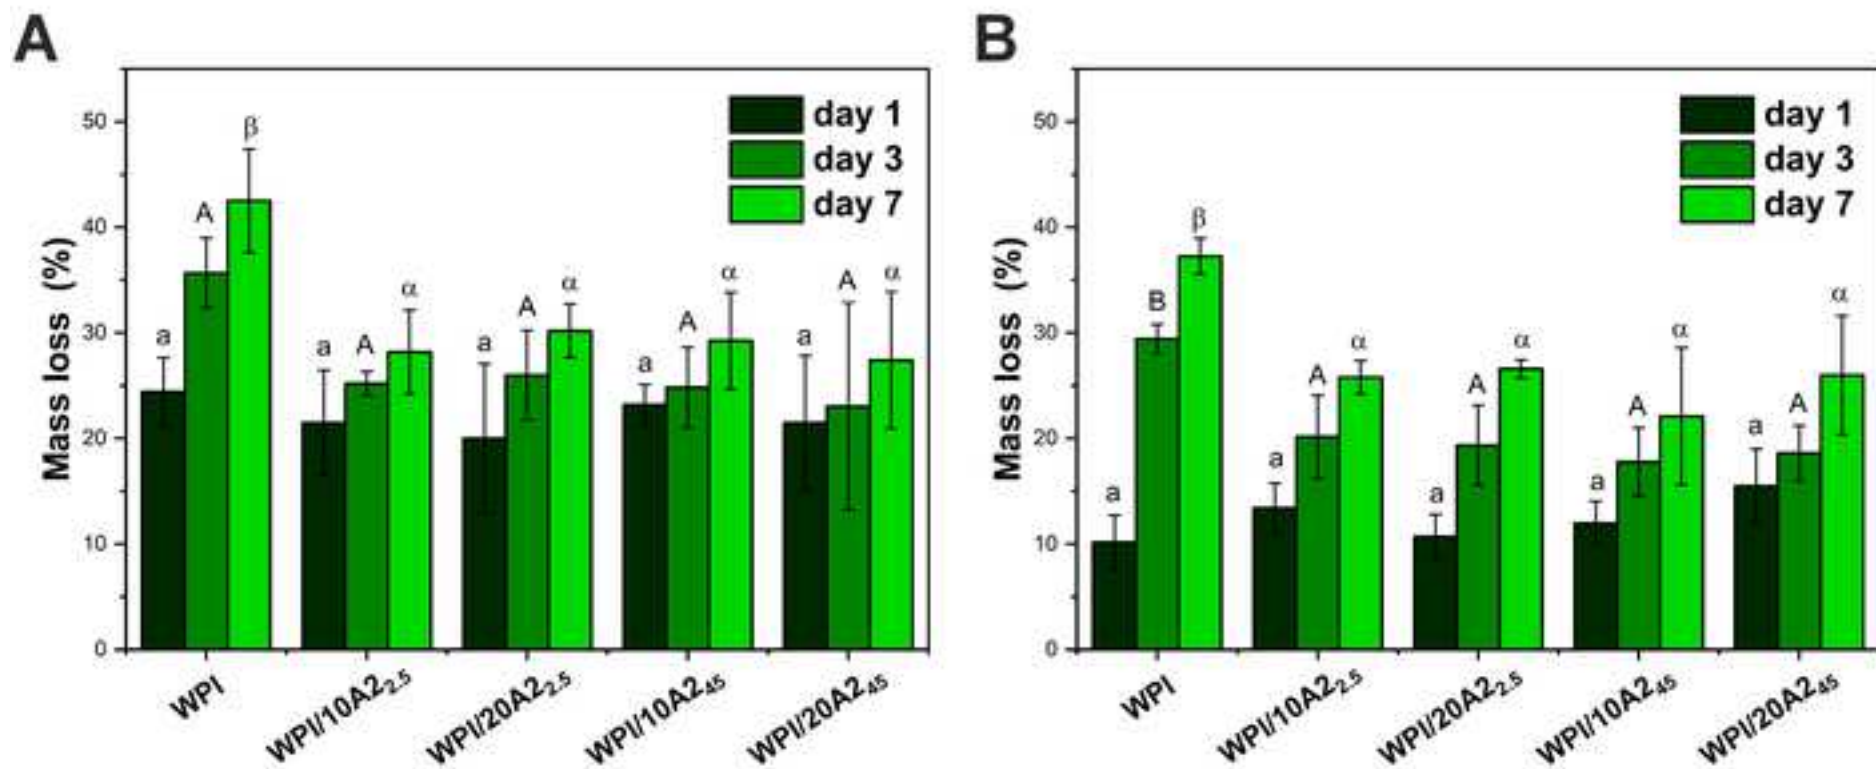 A
day 1
day 3
day 7
Mass loss (%)
50
40
30
20
10
0
a
A
β
a
A
α
a
A
α
a
A
α
a
A
α
WPI
WPI/10A2₂.₅
WPI/20A2₂.₅
WPI/10A2₄₅
WPI/20A2₄₅
B
day 1
day 3
day 7
Mass loss (%)
50
40
30
20
10
0
a
B
β
a
A
α
a
A
α
a
A
α
a
A
α
WPI
WPI/10A2₂.₅
WPI/20A2₂.₅
WPI/10A2₄₅
WPI/20A2₄₅